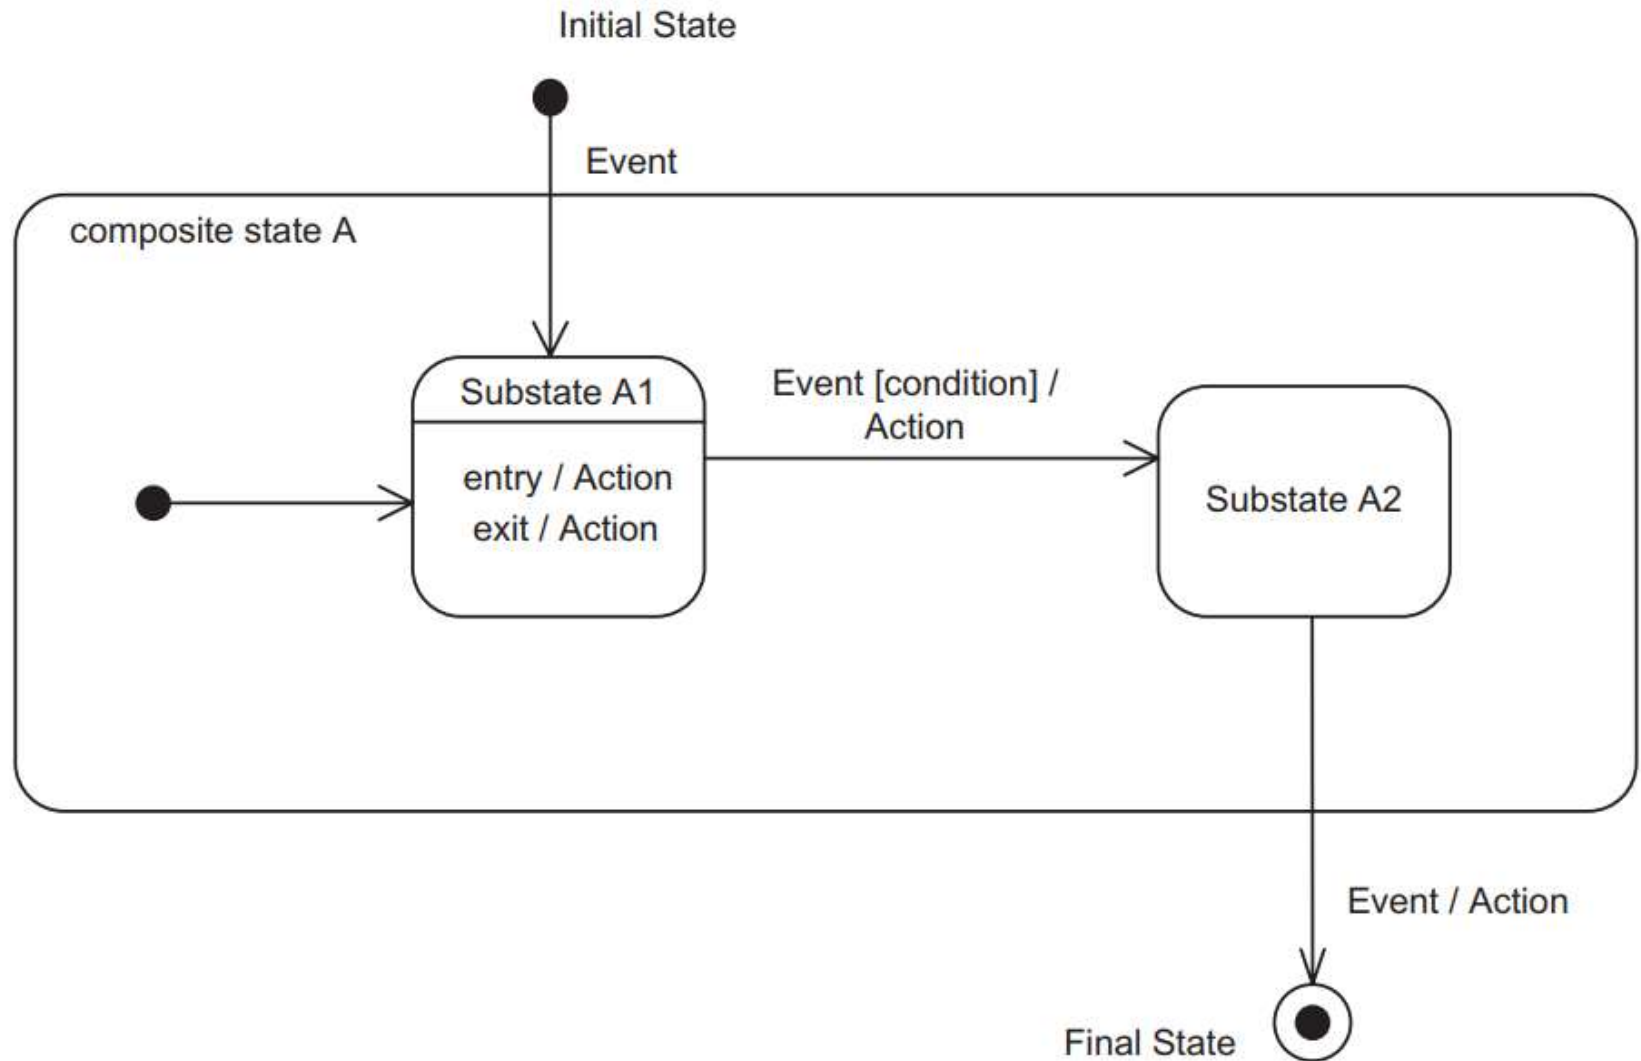 Initial State
Event
composite state A
Substate A1
entry / Action
exit / Action
Event [condition] /
Action
Substate A2
Event / Action
Final State